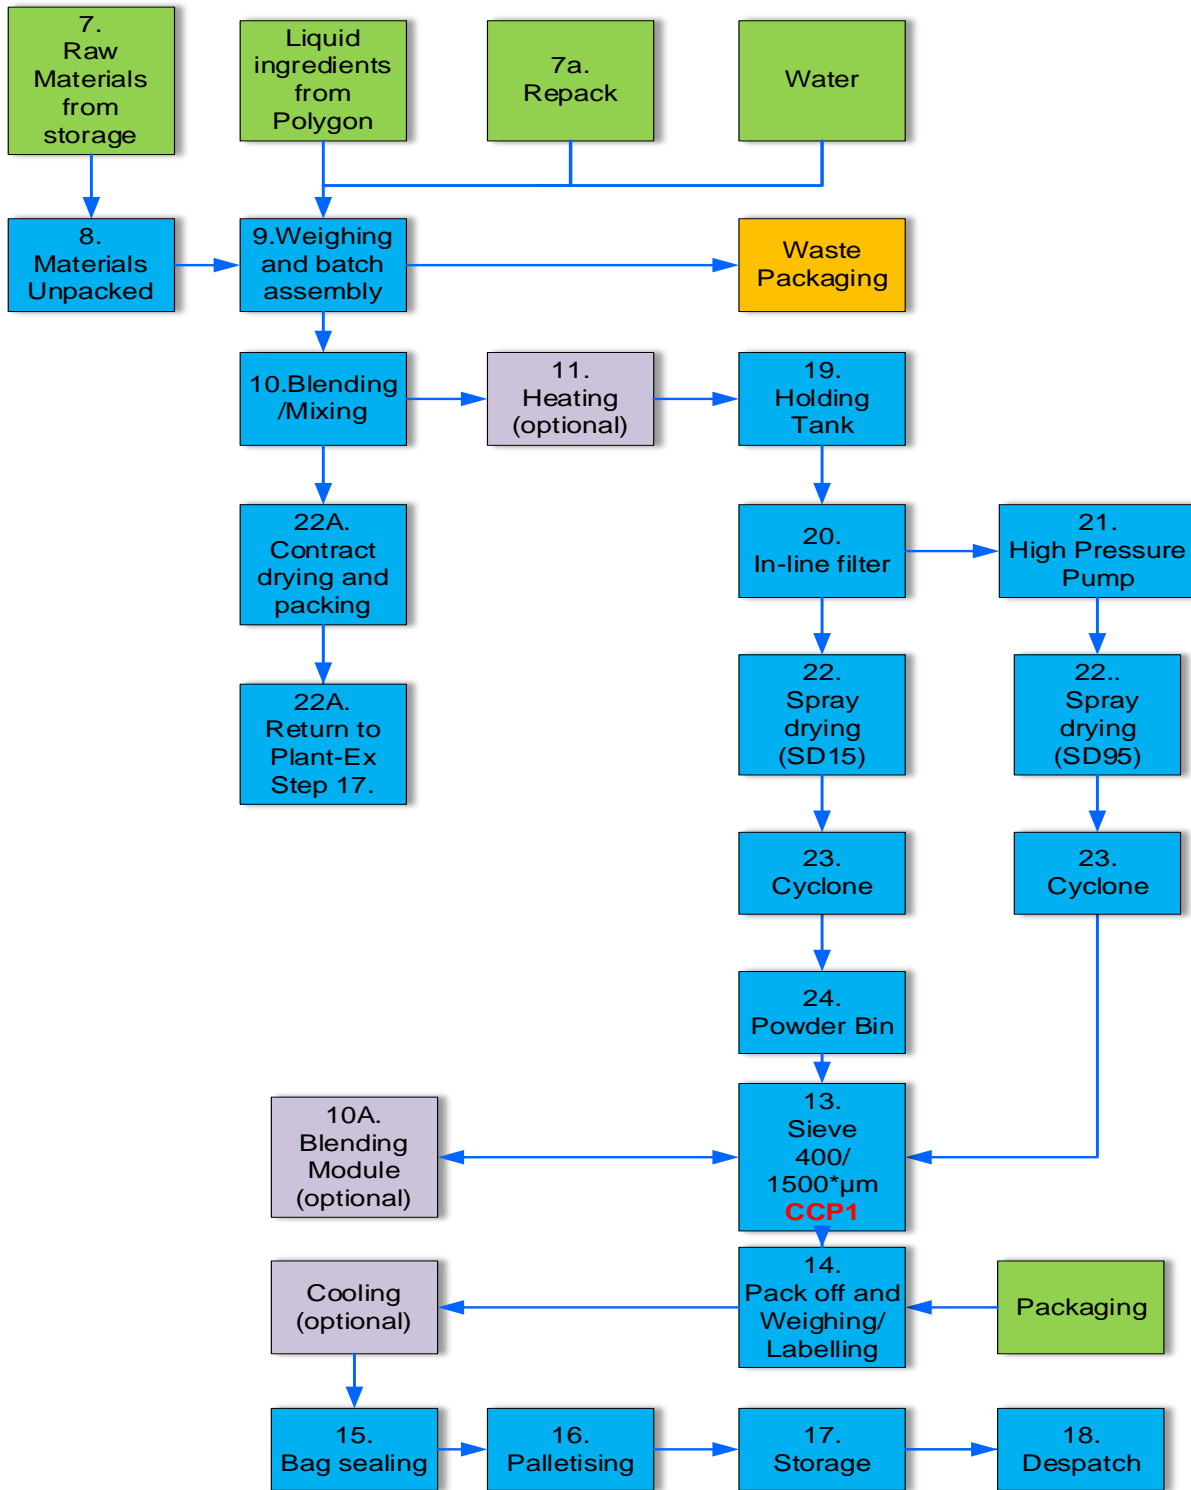 7.
Raw
Materials
from
storage
Liquid
ingredients
from
Polygon
7a.
Repack
Water
8.
Materials
Unpacked
9.Weighing
and batch
assembly
Waste
Packaging
10.Blending
/Mixing
11.
Heating
(optional)
19.
Holding
Tank
22A.
Contract
drying and
packing
20.
In-line filter
21.
High Pressure
Pump
22A.
Return to
Plant-Ex
Step 17.
22.
Spray
drying
(SD15)
22..
Spray
drying
(SD95)
23.
Cyclone
23.
Cyclone
24.
Powder Bin
10A.
Blending
Module
(optional)
13.
Sieve
400/
1500*µm
CCP1
Cooling
(optional)
14.
Pack off and
Weighing/
Labelling
Packaging
15.
Bag sealing
16.
Palletising
17.
Storage
18.
Despatch